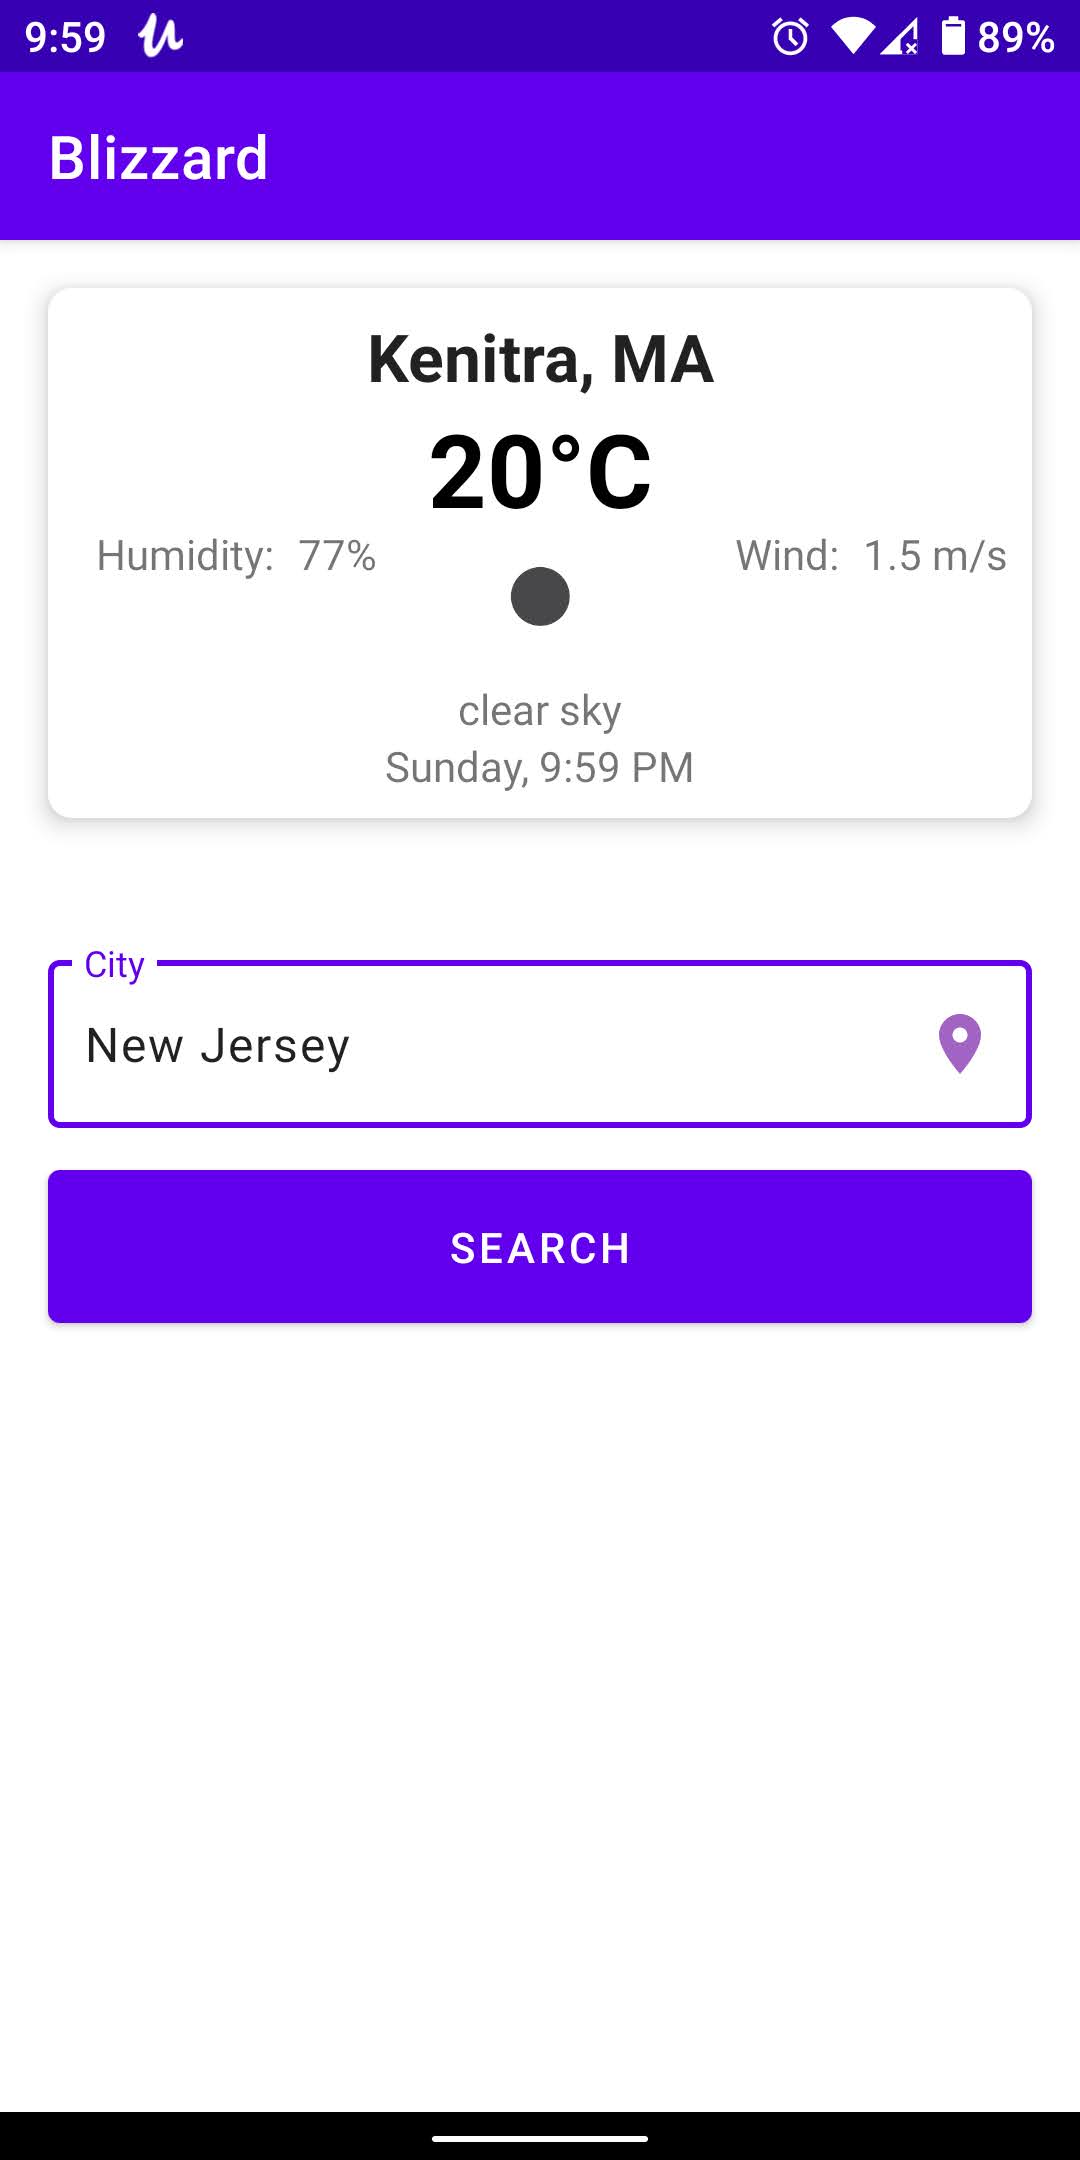 9:59 89%
Blizzard
Kenitra, MA
20°C
Humidity: 77% Wind: 1.5 m/s
clear sky
Sunday, 9:59 PM
City
New Jersey
SEARCH